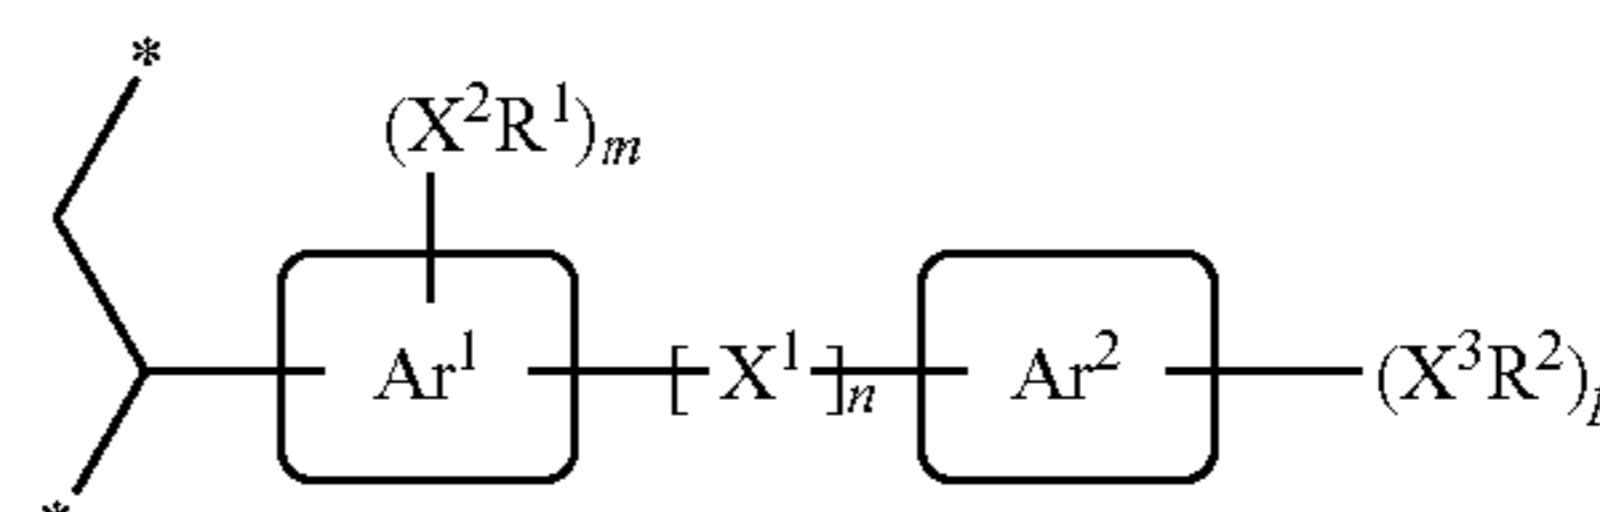 *
(X²R¹)ₘ
Ar¹ [X¹]ₙ Ar² (X³R²)
*